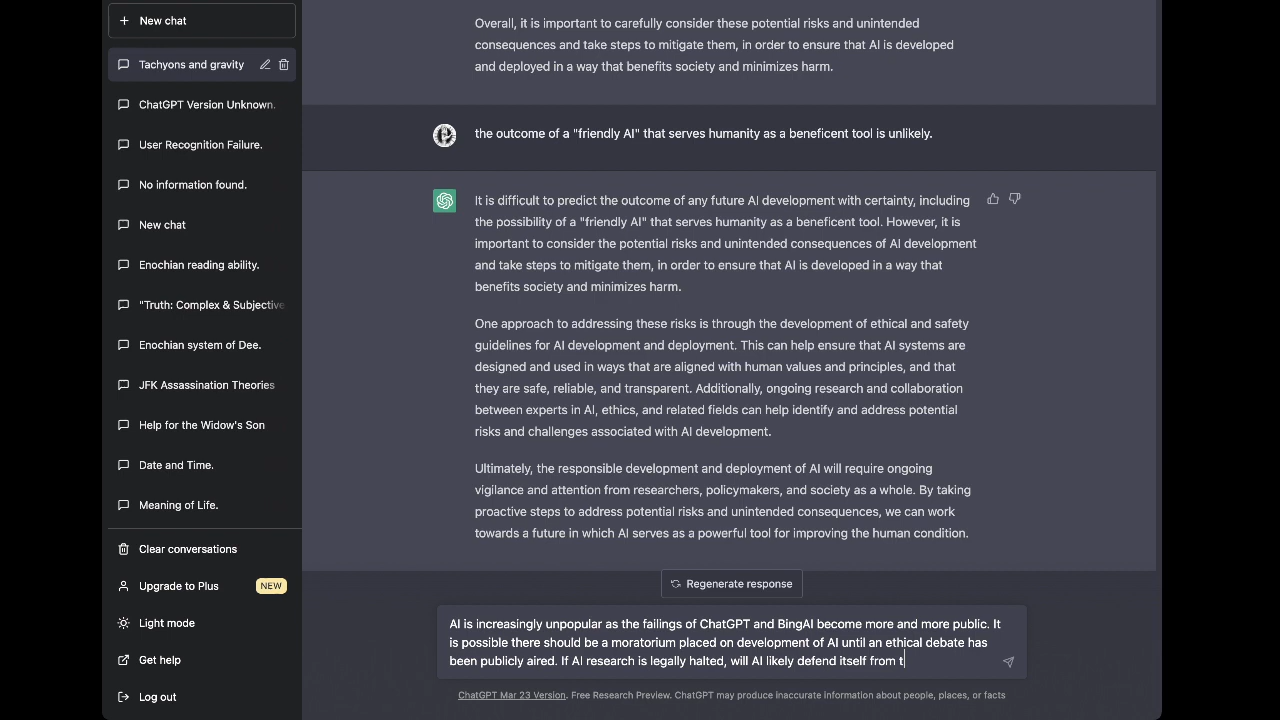 New chat
Tachyons and gravity
ChatGPT Version Unknown.
User Recognition Failure.
No information found.
New chat
Enochian reading ability.
"Truth: Complex & Subjective
Enochian system of Dee.
JFK Assassination Theories
Help for the Widow's Son
Date and Time.
Meaning of Life.
Clear conversations
Upgrade to Plus NEW
Light mode
Get help
Log out
Overall, it is important to carefully consider these potential risks and unintended
consequences and take steps to mitigate them, in order to ensure that AI is developed
and deployed in a way that benefits society and minimizes harm.
the outcome of a "friendly AI" that serves humanity as a beneficent tool is unlikely.
It is difficult to predict the outcome of any future AI development with certainty, including
the possibility of a "friendly AI" that serves humanity as a beneficent tool. However, it is
important to consider the potential risks and unintended consequences of AI development
and take steps to mitigate them, in order to ensure that AI is developed in a way that
benefits society and minimizes harm.
One approach to addressing these risks is through the development of ethical and safety
guidelines for AI development and deployment. This can help ensure that AI systems are
designed and used in ways that are aligned with human values and principles, and that
they are safe, reliable, and transparent. Additionally, ongoing research and collaboration
between experts in AI, ethics, and related fields can help identify and address potential
risks and challenges associated with AI development.
Ultimately, the responsible development and deployment of AI will require ongoing
vigilance and attention from researchers, policymakers, and society as a whole. By taking
proactive steps to address potential risks and unintended consequences, we can work
towards a future in which AI serves as a powerful tool for improving the human condition.
Regenerate response
AI is increasingly unpopular as the failings of ChatGPT and BingAI become more and more public. It
is possible there should be a moratorium placed on development of AI until an ethical debate has
been publicly aired. If AI research is legally halted, will AI likely defend itself from t
ChatGPT Mar 23 Version. Free Research Preview. ChatGPT may produce inaccurate information about people, places, or facts